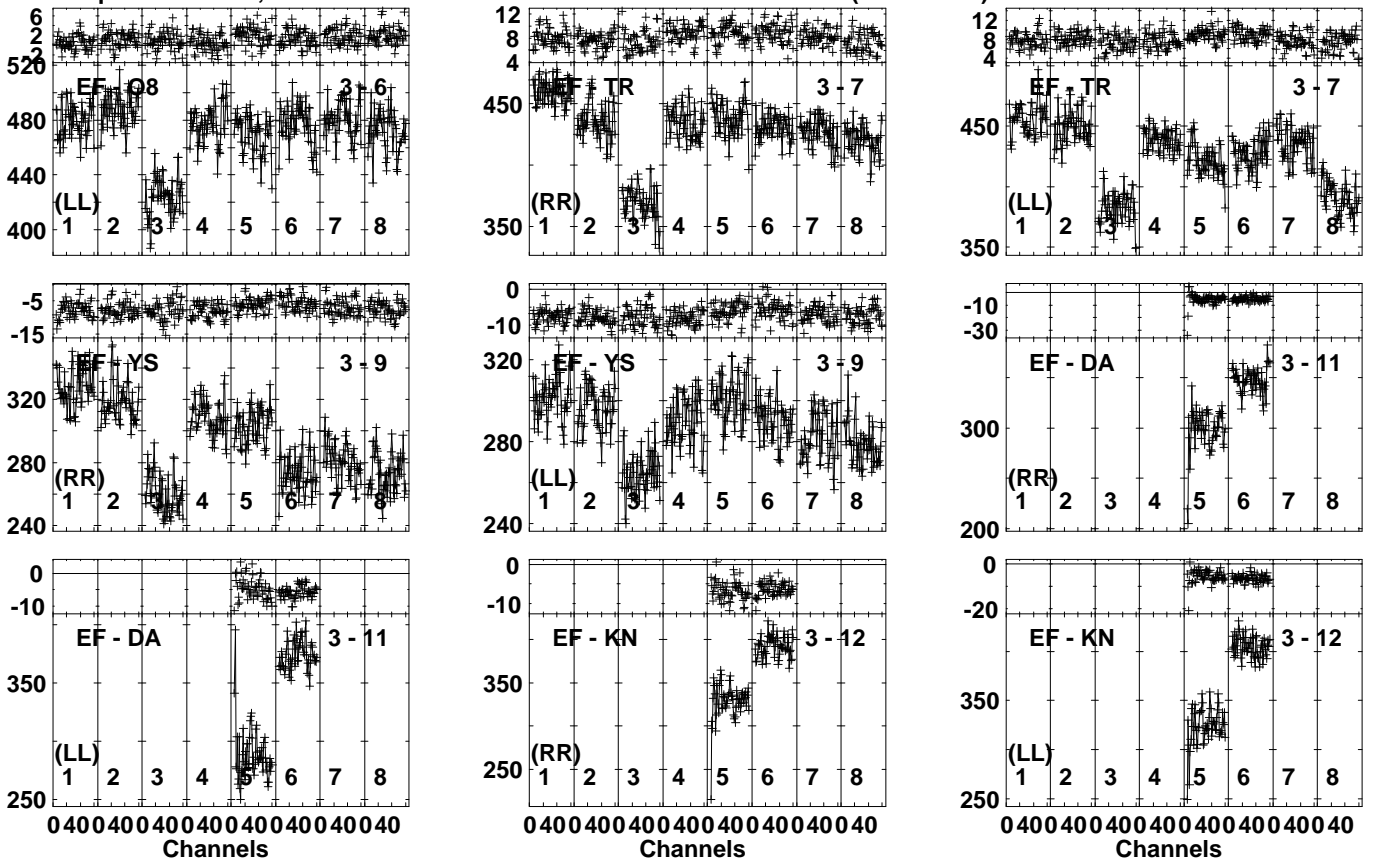 6
2
2
520
480
440
400
EF - O8
3 - 6
(LL)
1 2 3 4 5 6 7 8
12
8
4
450
350
EF - TR
3 - 7
(RR)
1 2 3 4 5 6 7 8
12
8
4
450
350
EF - TR
3 - 7
(LL)
1 2 3 4 5 6 7 8
-5
-15
320
280
240
EF - YS
3 - 9
(RR)
1 2 3 4 5 6 7 8
0
-10
320
280
240
EF - YS
3 - 9
(LL)
1 2 3 4 5 6 7 8
-10
-30
300
200
EF - DA
3 - 11
(RR)
1 2 3 4 5 6 7 8
0
-10
350
250
EF - DA
3 - 11
(LL)
1 2 3 4 5 6 7 8
0 40 0 40 0 40 0 40 0 40 0 40 0 40 0 40
Channels
0
-10
350
250
EF - KN
3 - 12
(RR)
1 2 3 4 5 6 7 8
0 40 0 40 0 40 0 40 0 40 0 40 0 40 0 40
Channels
0
-20
350
250
EF - KN
3 - 12
(LL)
1 2 3 4 5 6 7 8
0 40 0 40 0 40 0 40 0 40 0 40 0 40 0 40
Channels